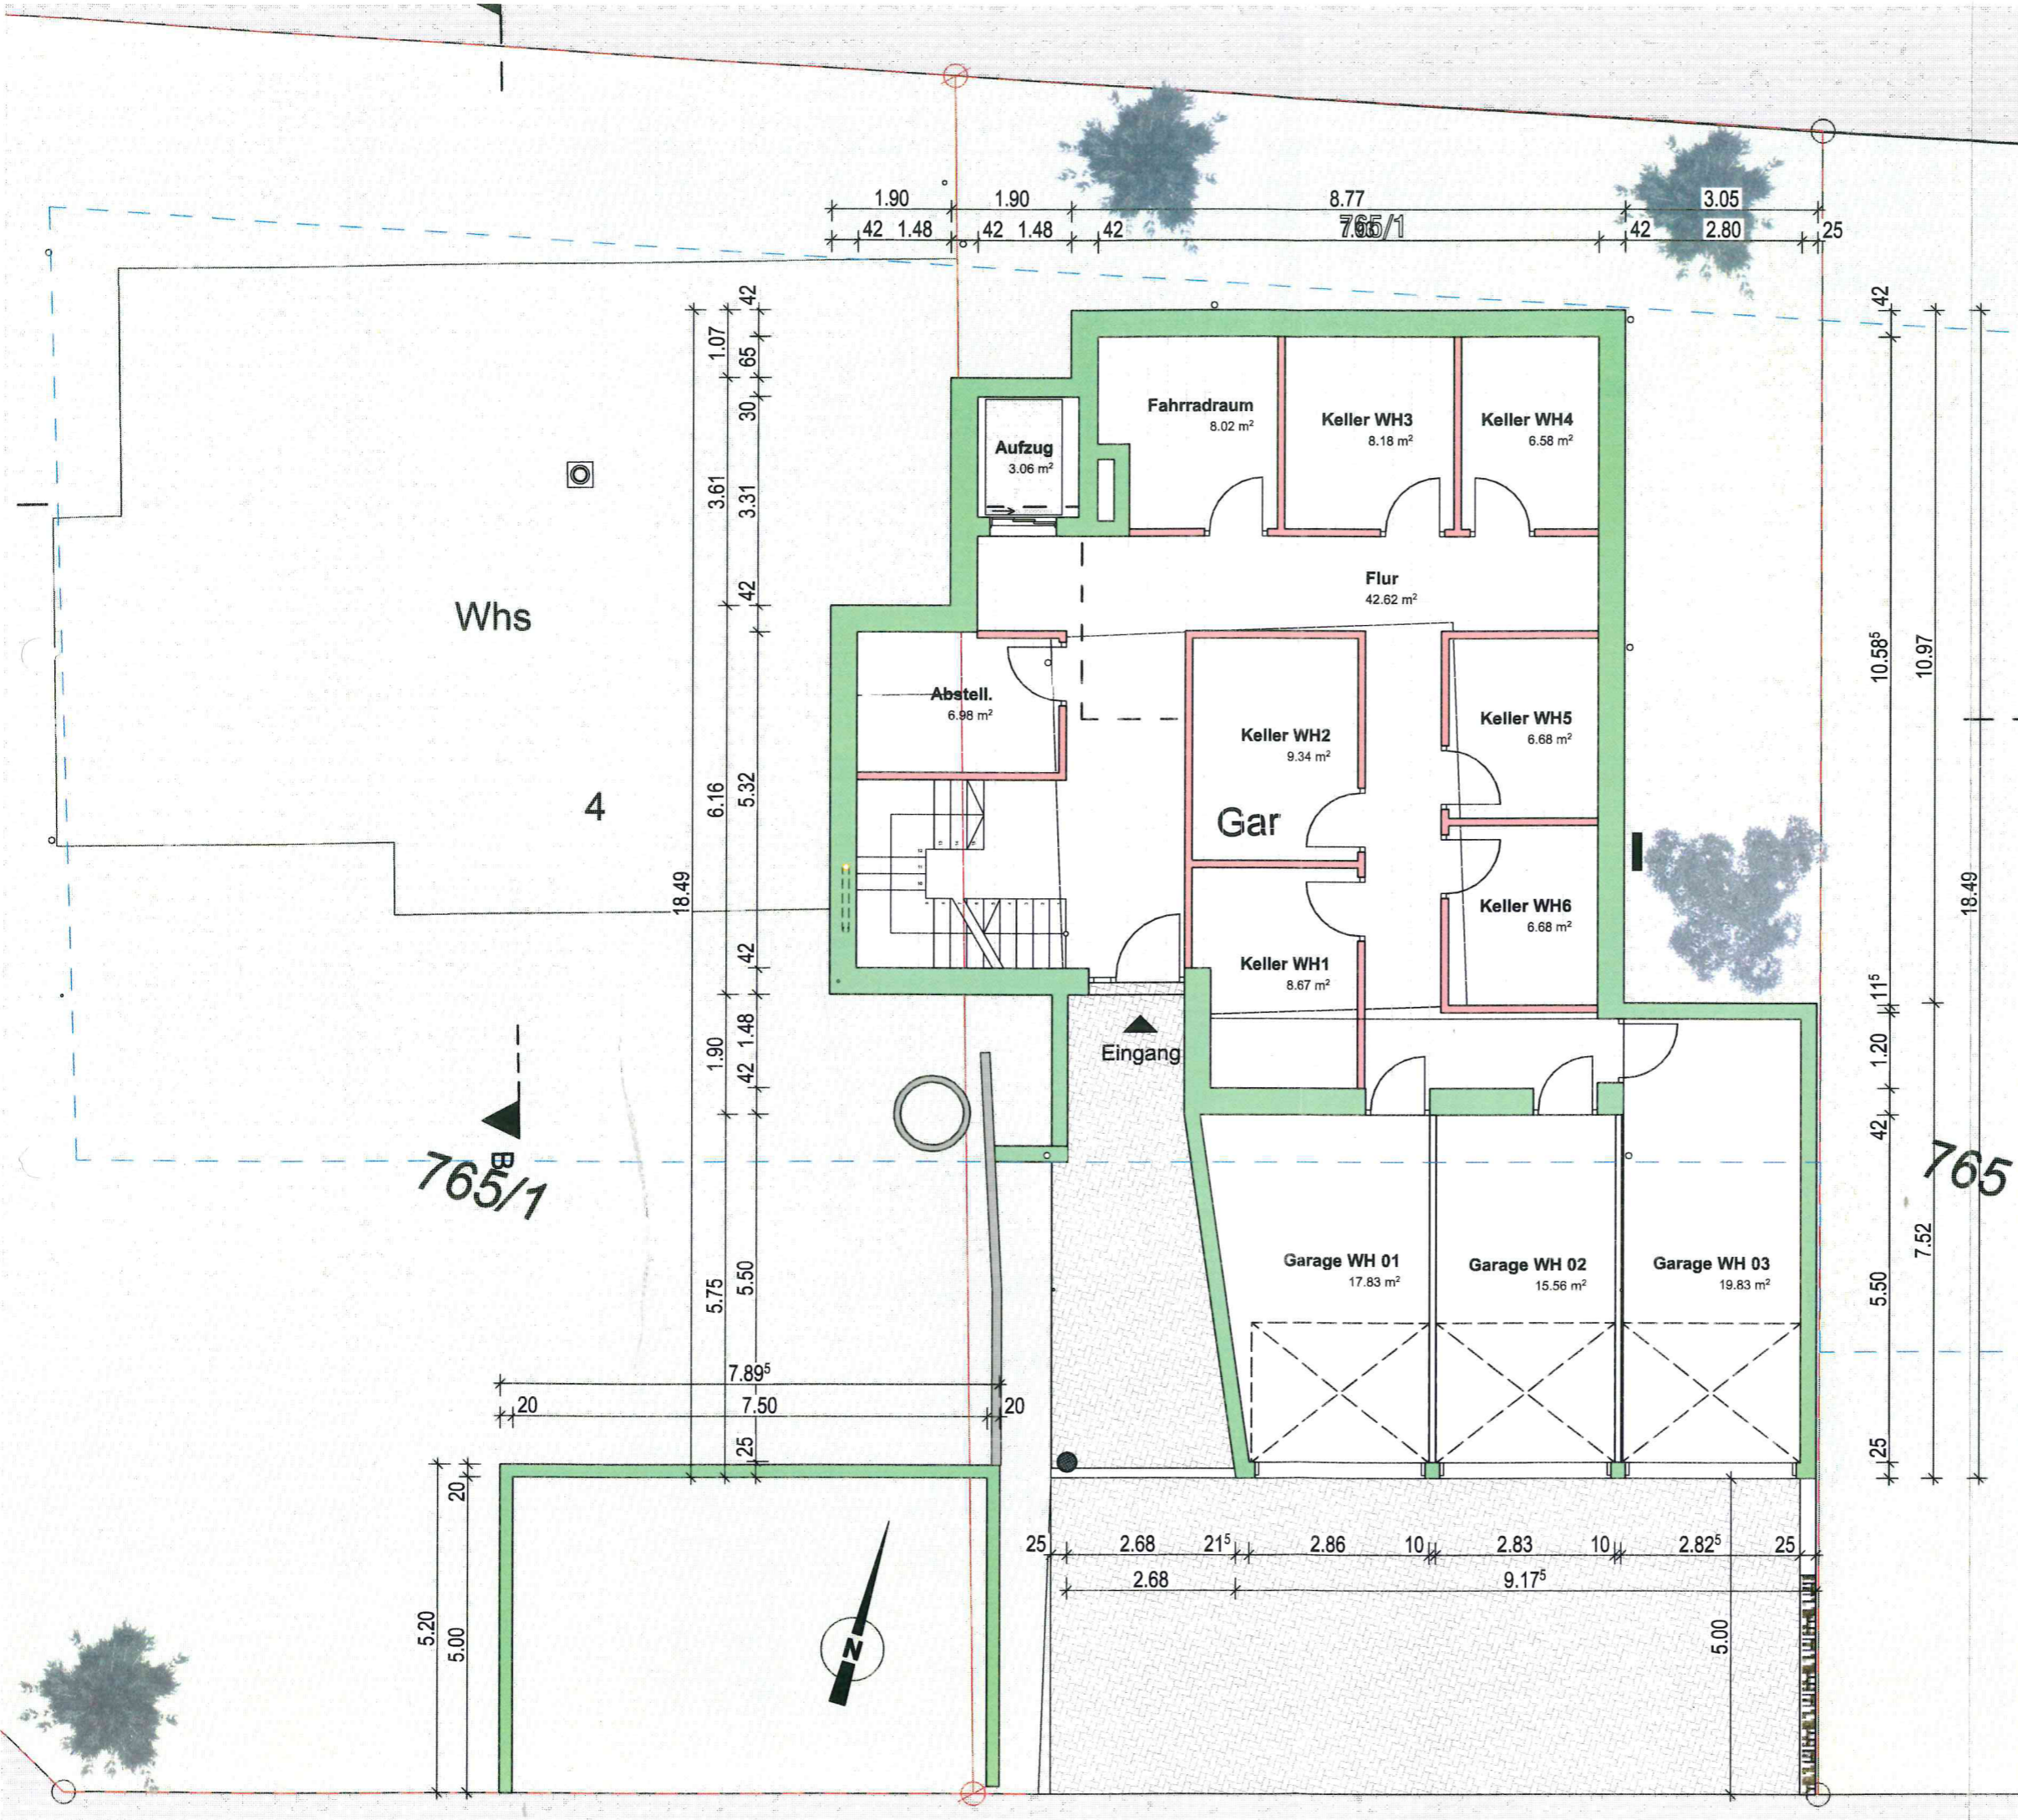 1.90 1.90 8.77 3.05
42 1.48 42 1.48 42 765/1 42 2.80 25
42
1.07
65
30
3.61
3.31
42
6.16
5.32
18.49
42
1.90
1.48
42
5.75
5.50
25
42
10.58⁵
10.97
18.49
11⁵
1.20
42
7.52
5.50
25
Fahrradraum
8.02 m²
Keller WH3
8.18 m²
Keller WH4
6.58 m²
Aufzug
3.06 m²
Flur
42.62 m²
Whs
4
Abstell.
6.98 m²
Keller WH2
9.34 m²
Keller WH5
6.68 m²
Gar
Keller WH6
6.68 m²
Keller WH1
8.67 m²
Eingang
B
765/1
765
Garage WH 01
17.83 m²
Garage WH 02
15.56 m²
Garage WH 03
19.83 m²
7.89⁵
20 7.50 20
5.20
20
5.00
25 2.68 21⁵ 2.86 10 2.83 10 2.82⁵ 25
2.68 9.17⁵
5.00
N